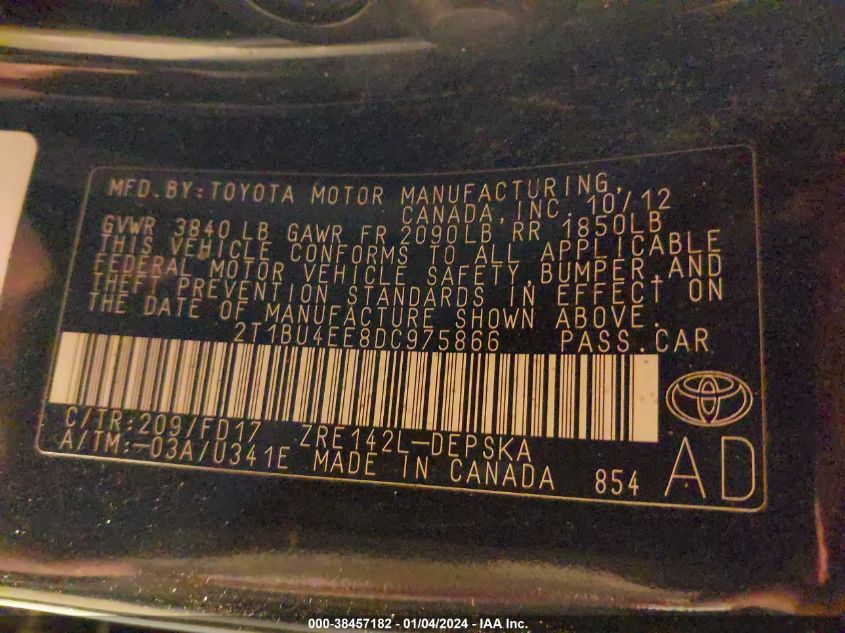 MFD.BY:TOYOTA MOTOR MANUFACTURING,
CANADA,INC. 10/12
GVWR 3840 LB GAWR FR 2090LB RR 1850LB
THIS VEHICLE CONFORMS TO ALL APPLICABLE
FEDERAL MOTOR VEHICLE SAFETY,BUMPER,AND
THEFT PREVENTION STANDARDS IN EFFECT ON
THE DATE OF MANUFACTURE SHOWN ABOVE.
2T1BU4EE8DC975866 PASS.CAR
C/TR:209/FD17 ZRE142L-DEPSKA
A/TM:-03A/U341E MADE IN CANADA 854 AD
000-38457182 - 01/04/2024 - IAA Inc.